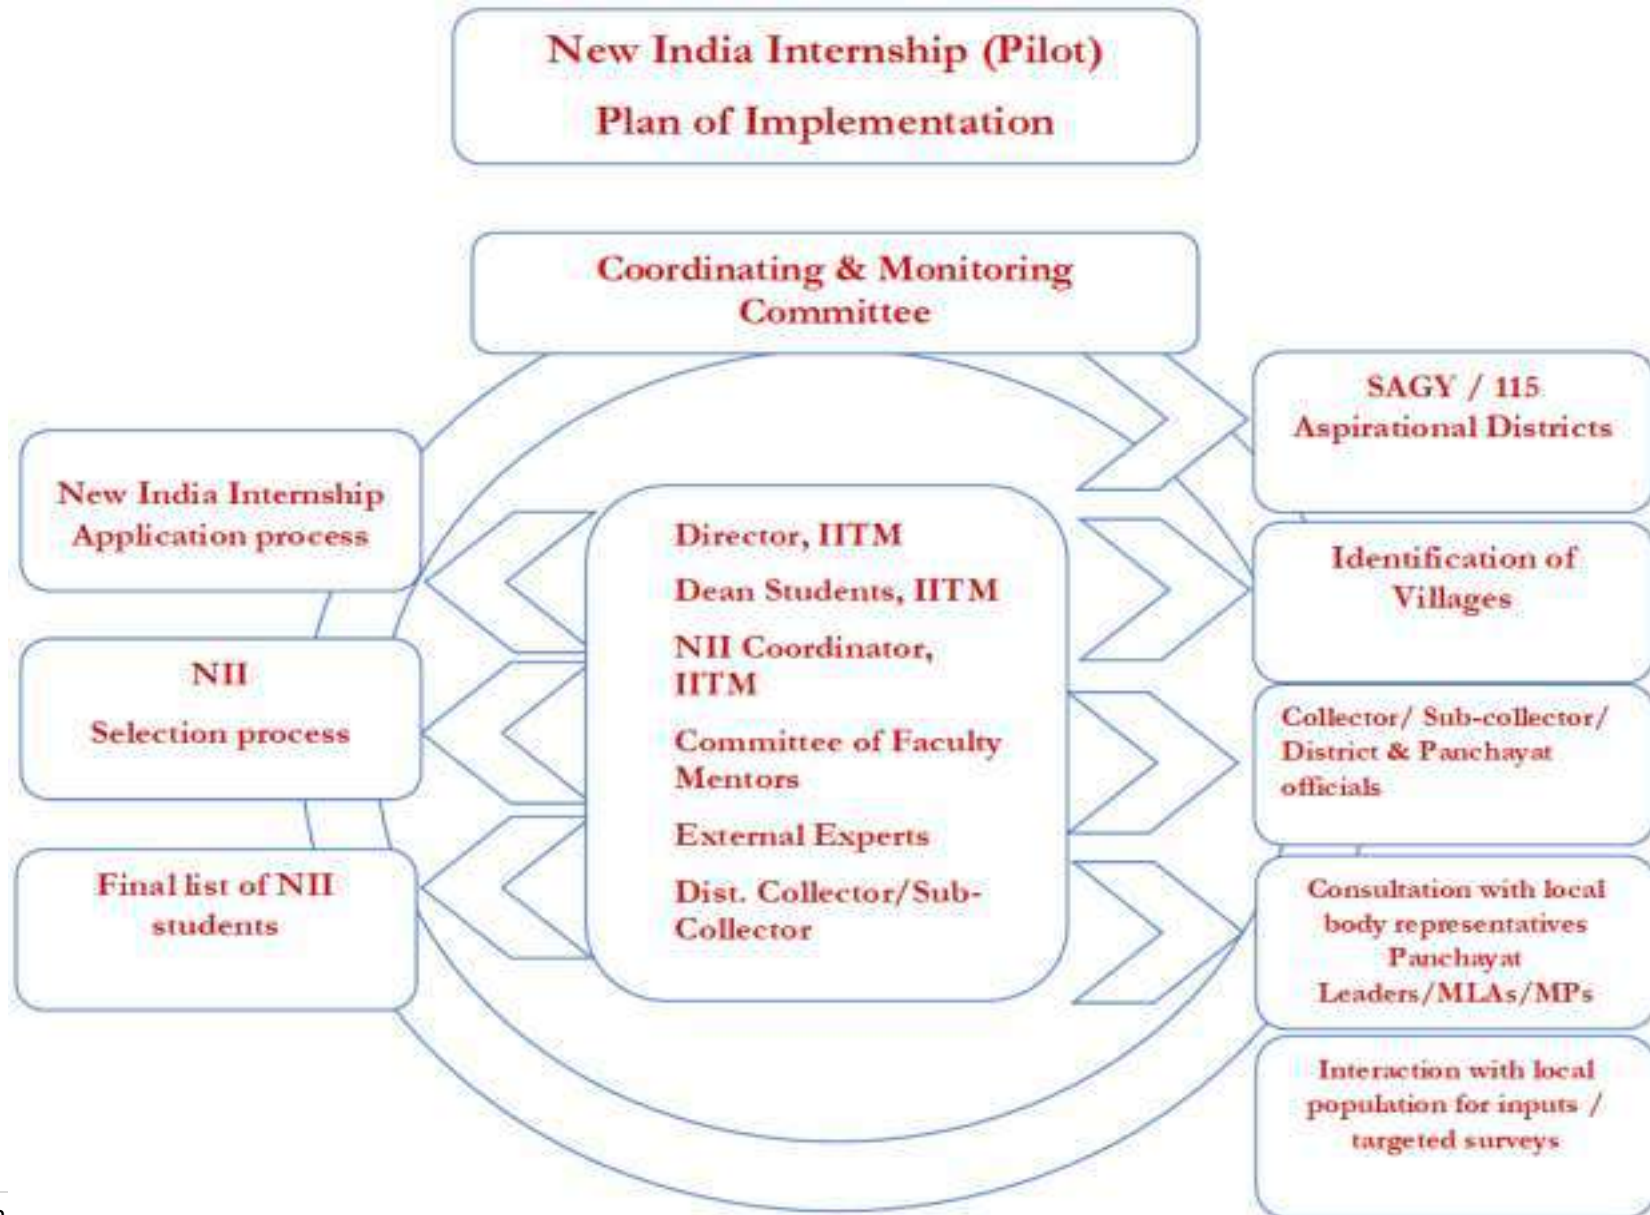 New India Internship (Pilot)
Plan of Implementation
Coordinating & Monitoring
Committee
New India Internship
Application process
NII
Selection process
Final list of NII
students
Director, IITM
Dean Students, IITM
NII Coordinator,
IITM
Committee of Faculty
Mentors
External Experts
Dist. Collector/Sub-
Collector
SAGY / 115
Aspirational Districts
Identification of
Villages
Collector/ Sub-collector/
District & Panchayat
officials
Consultation with local
body representatives
Panchayat
Leaders/MLAs/MPs
Interaction with local
population for inputs /
targeted surveys